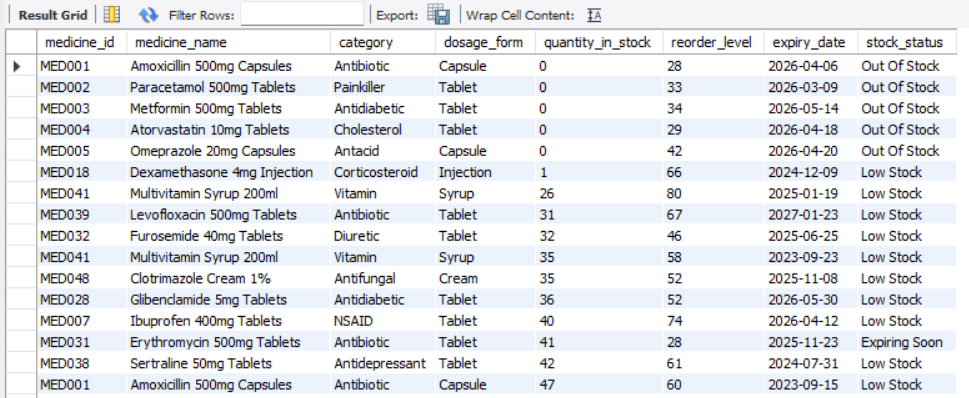 Result Grid Filter Rows: Export: Wrap Cell Content: IA
medicine_id medicine_name category dosage_form quantity_in_stock reorder_level expiry_date stock_status
MED001 Amoxicillin 500mg Capsules Antibiotic Capsule 0 28 2026-04-06 Out Of Stock
MED002 Paracetamol 500mg Tablets Painkiller Tablet 0 33 2026-03-09 Out Of Stock
MED003 Metformin 500mg Tablets Antidiabetic Tablet 0 34 2026-05-14 Out Of Stock
MED004 Atorvastatin 10mg Tablets Cholesterol Tablet 0 29 2026-04-18 Out Of Stock
MED005 Omeprazole 20mg Capsules Antacid Capsule 0 42 2026-04-20 Out Of Stock
MED018 Dexamethasone 4mg Injection Corticosteroid Injection 1 66 2024-12-09 Low Stock
MED041 Multivitamin Syrup 200ml Vitamin Syrup 26 80 2025-01-19 Low Stock
MED039 Levofloxacin 500mg Tablets Antibiotic Tablet 31 67 2027-01-23 Low Stock
MED032 Furosemide 40mg Tablets Diuretic Tablet 32 46 2025-06-25 Low Stock
MED041 Multivitamin Syrup 200ml Vitamin Syrup 35 58 2023-09-23 Low Stock
MED048 Clotrimazole Cream 1% Antifungal Cream 35 52 2025-11-08 Low Stock
MED028 Glibenclamide 5mg Tablets Antidiabetic Tablet 36 52 2026-05-30 Low Stock
MED007 Ibuprofen 400mg Tablets NSAID Tablet 40 74 2026-04-12 Low Stock
MED031 Erythromycin 500mg Tablets Antibiotic Tablet 41 28 2025-11-23 Expiring Soon
MED038 Sertraline 50mg Tablets Antidepressant Tablet 42 61 2024-07-31 Low Stock
MED001 Amoxicillin 500mg Capsules Antibiotic Capsule 47 60 2023-09-15 Low Stock